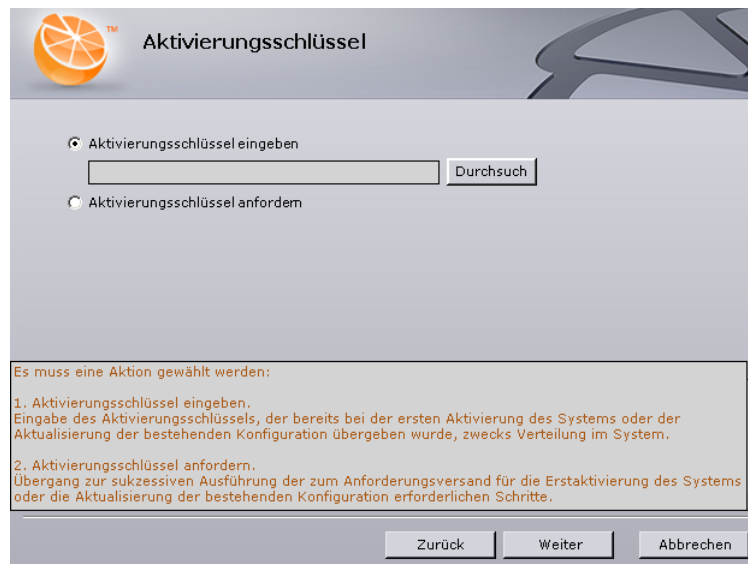 TM
Aktivierungsschlüssel
Aktivierungsschlüssel eingeben
Durchsuch
Aktivierungsschlüssel anfordern
Es muss eine Aktion gewählt werden:
1. Aktivierungsschlüssel eingeben.
Eingabe des Aktivierungsschlüssels, der bereits bei der ersten Aktivierung des Systems oder der
Aktualisierung der bestehenden Konfiguration übergeben wurde, zwecks Verteilung im System.
2. Aktivierungsschlüssel anfordern.
Übergang zur sukzessiven Ausführung der zum Anforderungsversand für die Erstaktivierung des Systems
oder die Aktualisierung der bestehenden Konfiguration erforderlichen Schritte.
Zurück
Weiter
Abbrechen